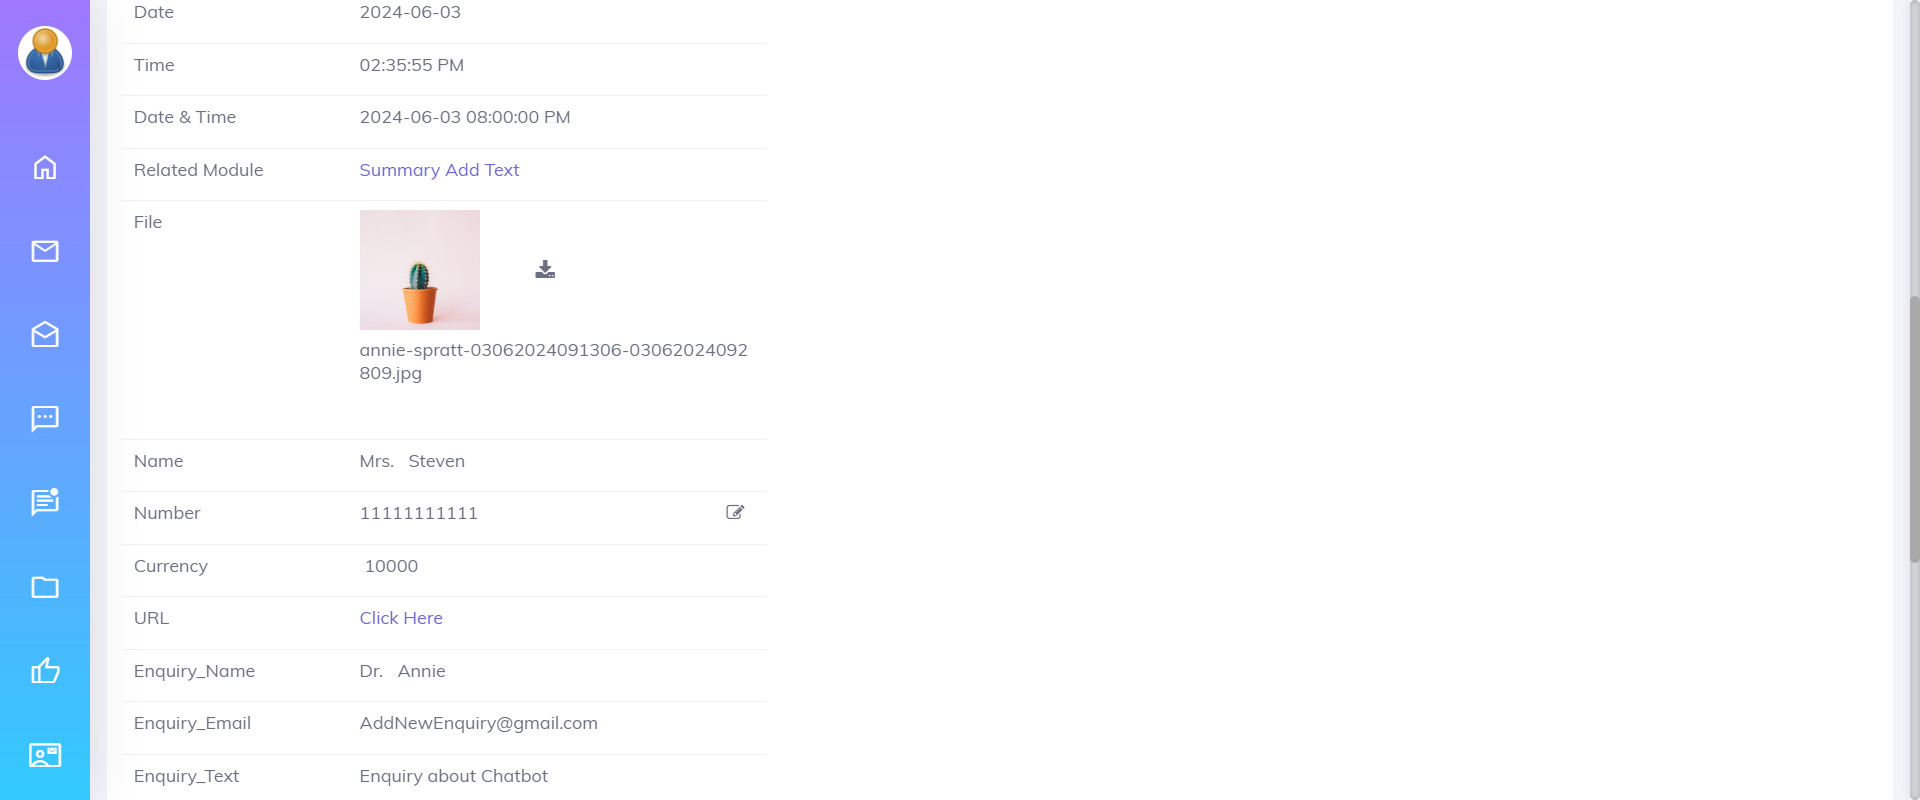 Date 2024-06-03
Time 02:35:55 PM
Date & Time 2024-06-03 08:00:00 PM
Related Module Summary Add Text
File
annie-spratt-03062024091306-03062024092
809.jpg
Name Mrs. Steven
Number 11111111111
Currency 10000
URL Click Here
Enquiry_Name Dr. Annie
Enquiry_Email AddNewEnquiry@gmail.com
Enquiry_Text Enquiry about Chatbot